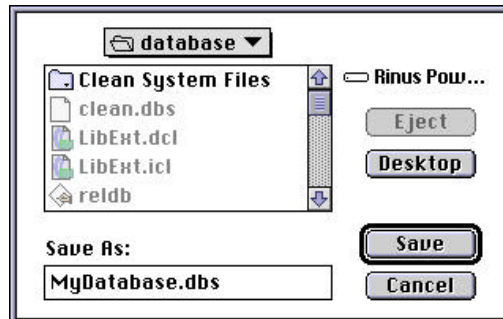 database
Clean System Files
Rinus Pow...
clean.dbs
LibExt.dcl
Eject
LibExt.icl
Desktop
reldb
Save As:
Save
MyDatabase.dbs
Cancel